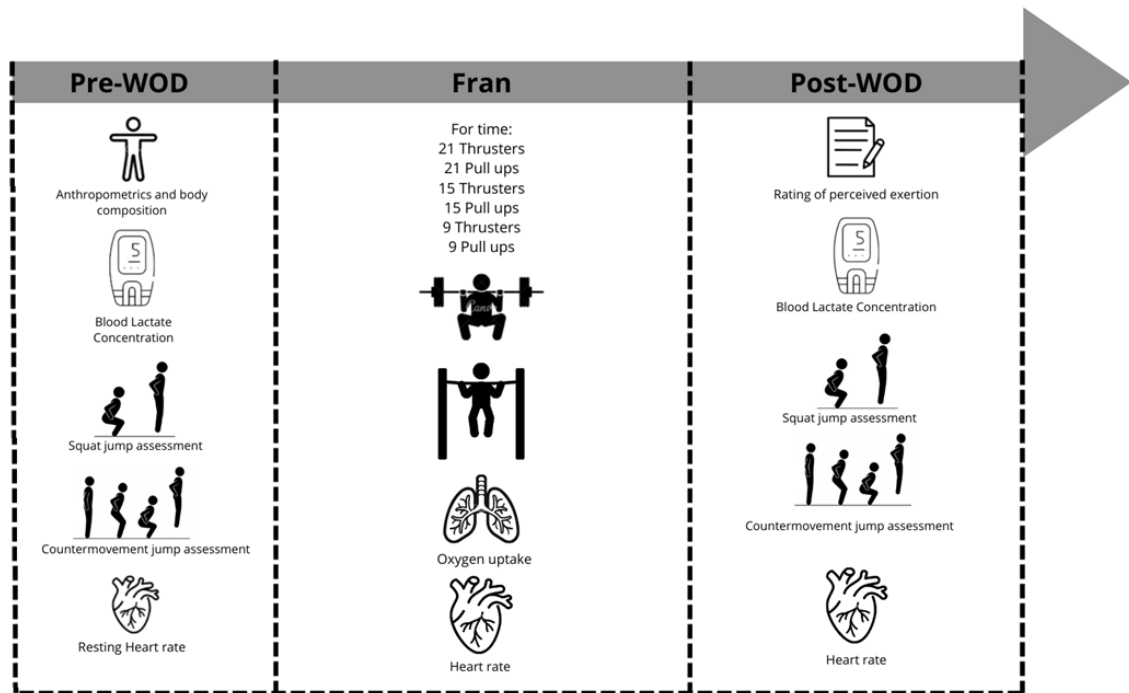 Pre-WOD
Anthropometrics and body
composition
5
Blood Lactate
Concentration
Squat jump assessment
Countermovement jump assessment
Resting Heart rate
Fran
For time:
21 Thrusters
21 Pull ups
15 Thrusters
15 Pull ups
9 Thrusters
9 Pull ups
Oxygen uptake
Heart rate
Post-WOD
Rating of perceived exertion
5
Blood Lactate Concentration
Squat jump assessment
Countermovement jump assessment
Heart rate